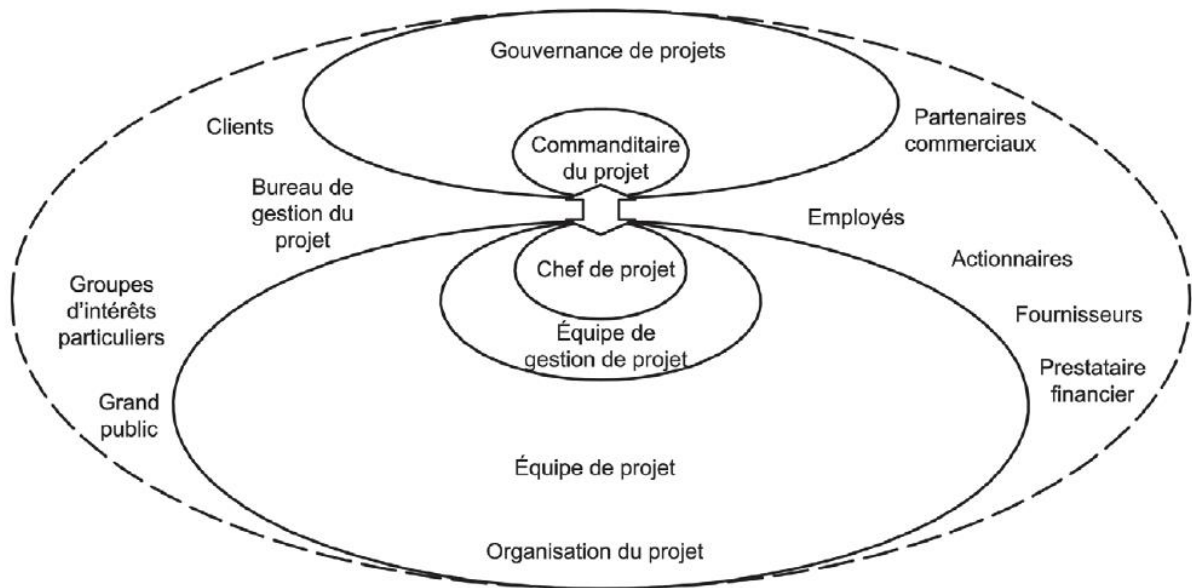 Gouvernance de projets
Clients
Partenaires
commerciaux
Commanditaire
du projet
Bureau de
gestion du
projet
Employés
Chef de projet
Actionnaires
Groupes
d'intérêts
particuliers
Fournisseurs
Équipe de
gestion de projet
Prestataire
financier
Grand
public
Équipe de projet
Organisation du projet